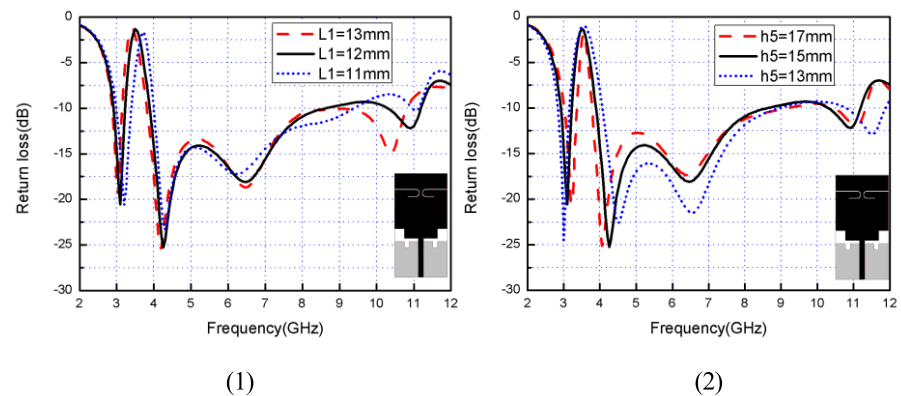 0
-5
-10
-15
-20
-25
-30
Return loss(dB)
2 3 4 5 6 7 8 9 10 11 12
Frequency(GHz)
L1=13mm
L1=12mm
L1=11mm
(1)
0
-5
-10
-15
-20
-25
-30
Return loss(dB)
2 3 4 5 6 7 8 9 10 11 12
Frequency(GHz)
h5=17mm
h5=15mm
h5=13mm
(2)